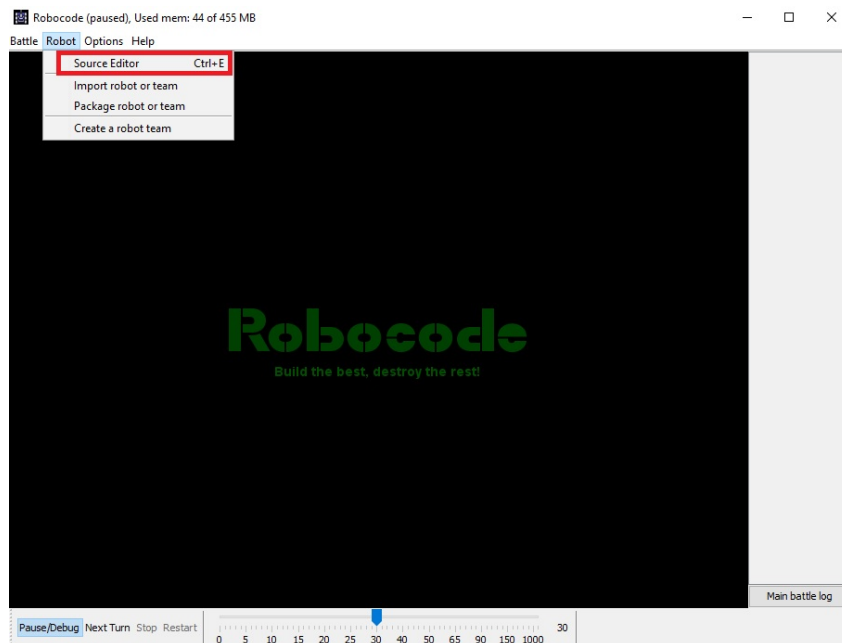 Robocode (paused), Used mem: 44 of 455 MB
Battle Robot Options Help
Source Editor Ctrl+E
Import robot or team
Package robot or team
Create a robot team
Robocode
Build the best, destroy the rest!
Main battle log
Pause/Debug Next Turn Stop Restart 30
0 5 10 15 20 25 30 40 50 65 90 150 1000